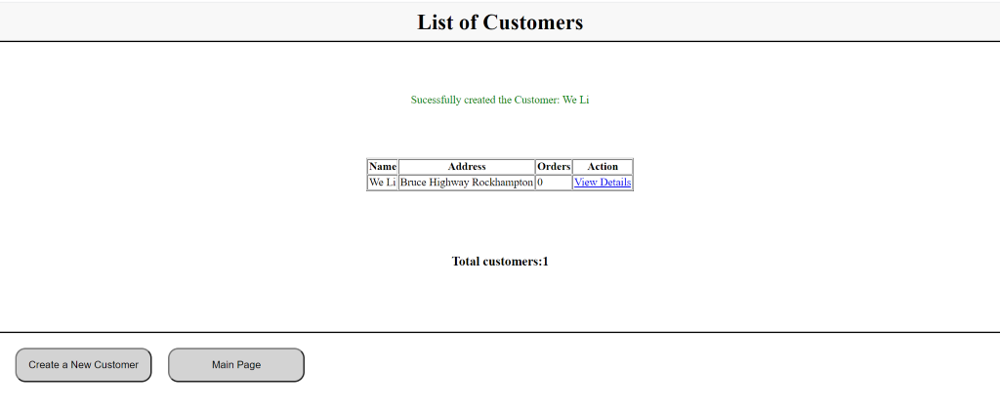 List of Customers
Sucessfully created the Customer: We Li
Name Address Orders Action
We Li Bruce Highway Rockhampton 0 View Details
Total customers:1
Create a New Customer Main Page